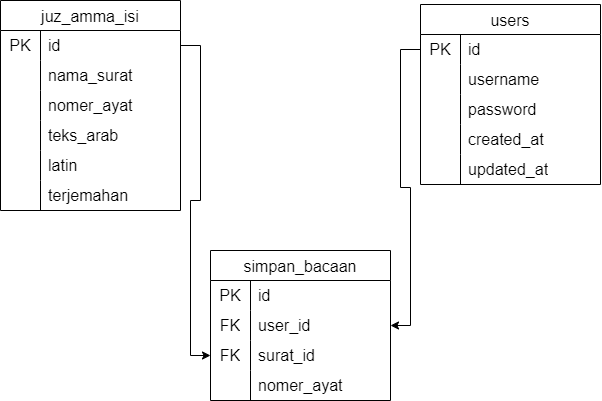 juz_amma_isi
PK id
nama_surat
nomer_ayat
teks_arab
latin
terjemahan
users
PK id
username
password
created_at
updated_at
simpan_bacaan
PK id
FK user_id
FK surat_id
nomer_ayat